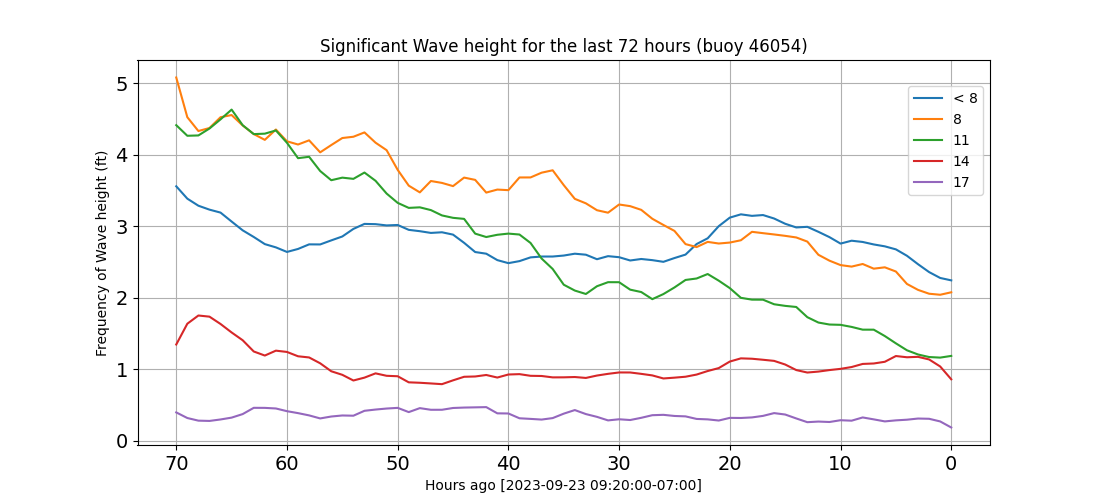 Significant Wave height for the last 72 hours (buoy 46054)
Frequency of Wave height (ft)
5
4
3
2
1
0
< 8
8
11
14
17
70 60 50 40 30 20 10 0
Hours ago [2023-09-23 09:20:00-07:00]